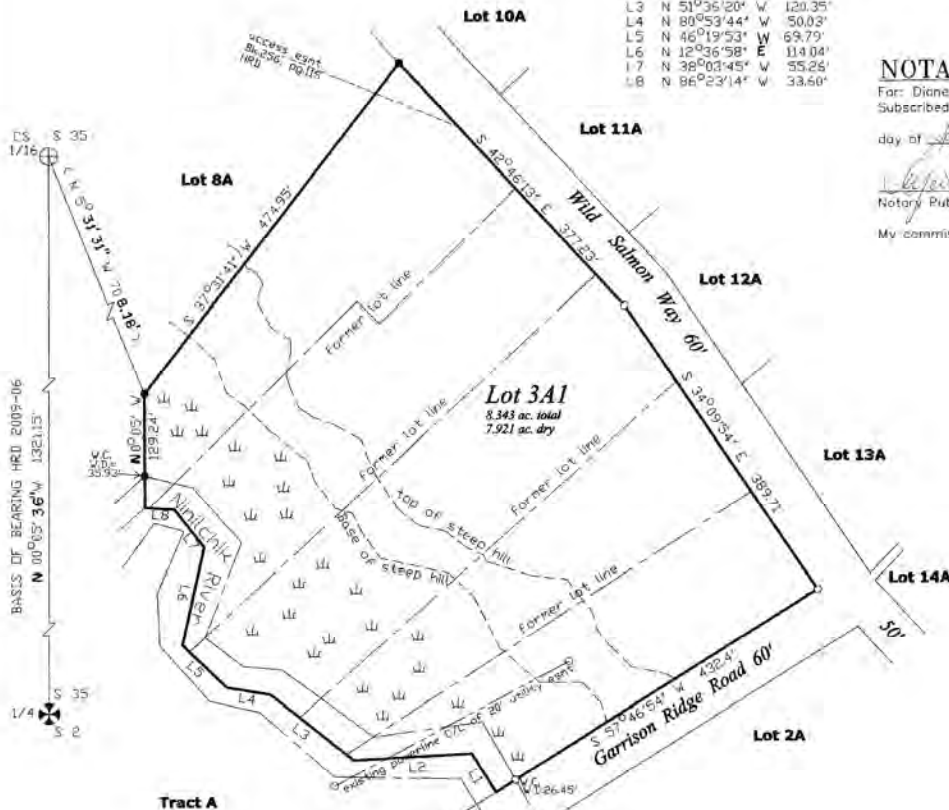 Lot 10A
L3 N 51°36'20" W 120.35'
L4 N 80°53'44" W 50.03'
L5 N 46°19'53" W 69.79'
L6 N 12°36'58" E 114.04'
L7 N 38°03'45" W 55.26'
L8 N 86°23'14" W 33.60'
NOTA
For: Diane
Subscribed
day of
Notary Pub
My commis
access esmt
Bk.256, Pg.115
HRD
Lot 11A
CS S 35
1/16
Lot 8A
S 42°46'13" E 377.23'
Wild Salmon Way 60'
Lot 12A
N 5° 31'31" W 708.18'
S 37°31'41" W 474.95'
Former lot line
Lot 3A1
8.343 ac. total
7.921 ac. dry
Former lot line
Former lot line
S 34°09'54" E 389.71'
Lot 13A
BASIS OF BEARING HRD 2009-06
N 00°05' 36" W 1321.15'
N 0°05' W
129.24'
W.C.
35.93'
Ninilchik River
L8
L7
L6
top of steep hill
base of steep hill
Former lot line
Lot 14A
50'
L5
L4
L3
L2
L1
S 35
1/4
S 2
existing powerline C/L of 20' utility esmt
S 57°46'54" W 432.4'
Garrison Ridge Road 60'
Lot 2A
26.45'
Tract A